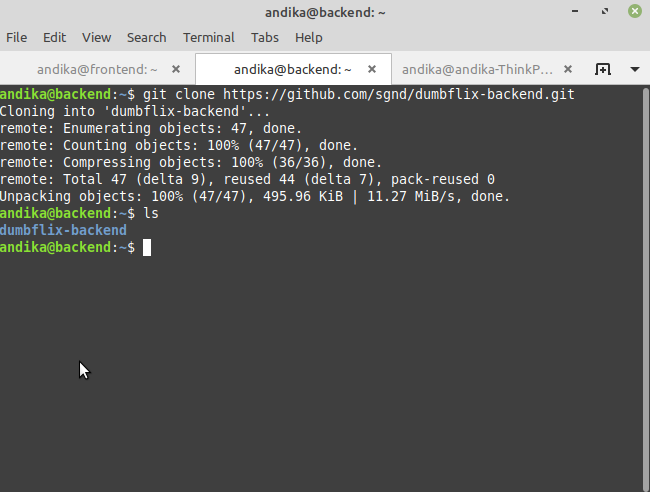 andika@backend: ~
File Edit View Search Terminal Tabs Help
andika@frontend: ~ × andika@backend: ~ × andika@andika-ThinkP... ×
andika@backend:~$ git clone https://github.com/sgnd/dumbflix-backend.git
Cloning into 'dumbflix-backend'...
remote: Enumerating objects: 47, done.
remote: Counting objects: 100% (47/47), done.
remote: Compressing objects: 100% (36/36), done.
remote: Total 47 (delta 9), reused 44 (delta 7), pack-reused 0
Unpacking objects: 100% (47/47), 495.96 KiB | 11.27 MiB/s, done.
andika@backend:~$ ls
dumbflix-backend
andika@backend:~$